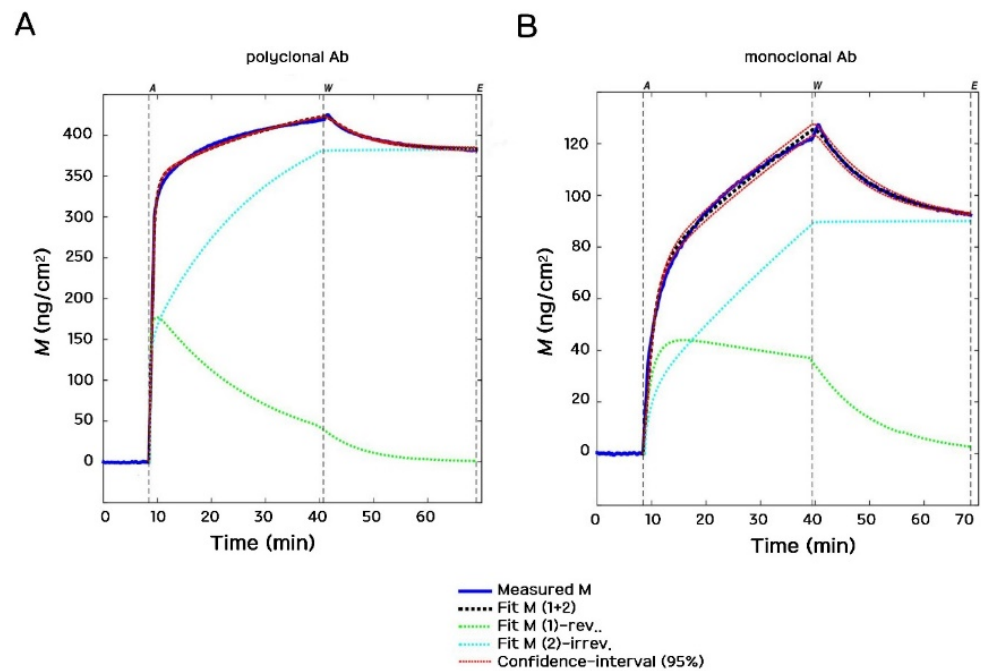 A
polyclonal Ab
A
W
E
M (ng/cm2)
400
350
300
250
200
150
100
50
0
0
10
20
30
40
50
60
Time (min)
B
monoclonal Ab
A
W
E
M (ng/cm2)
120
100
80
60
40
20
0
0
10
20
30
40
50
60
70
Time (min)
Measured M
Fit M (1+2)
Fit M (1)-rev..
Fit M (2)-irrev.
Confidence-interval (95%)